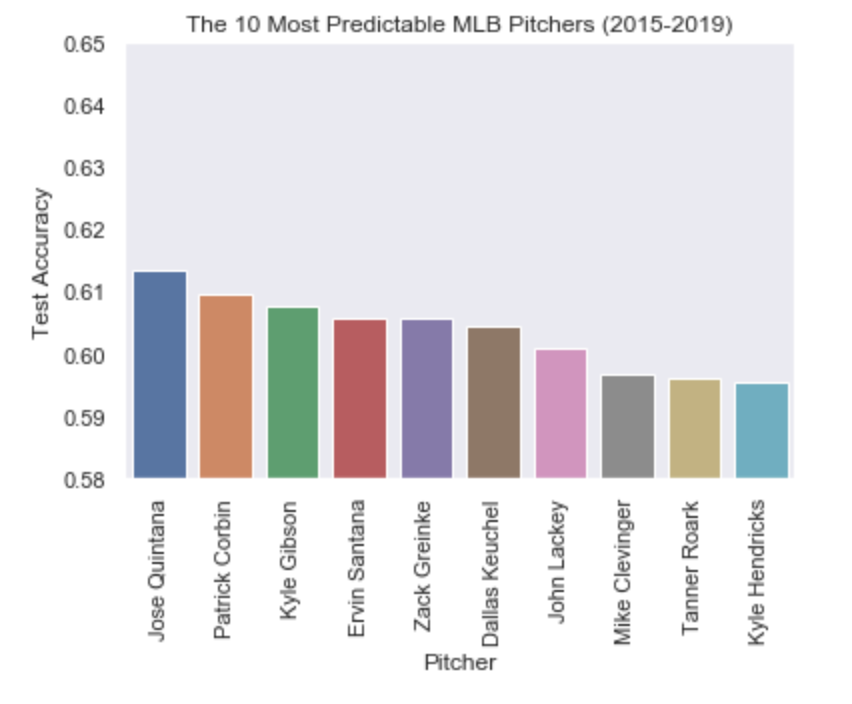 The 10 Most Predictable MLB Pitchers (2015-2019)
0.65
0.64
0.63
0.62
0.61
0.60
0.59
0.58
Test Accuracy
Jose Quintana
Patrick Corbin
Kyle Gibson
Ervin Santana
Zack Greinke
Dallas Keuchel
John Lackey
Mike Clevinger
Tanner Roark
Kyle Hendricks
Pitcher